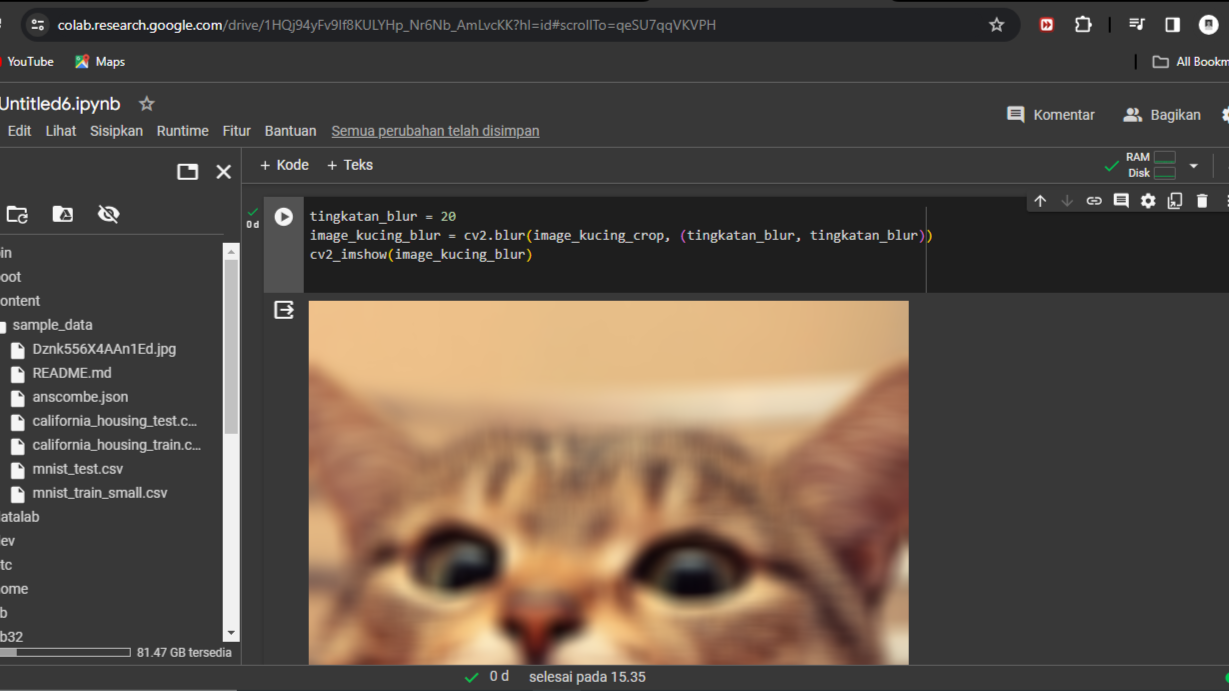 colab.research.google.com/drive/1HQj94yFv9lf8KULYHp_Nr6Nb_AmLvcKK?hl=id#scrollTo=qeSU7qqVKVPH
YouTube Maps All Bookm
Untitled6.ipynb
Edit Lihat Sisipkan Runtime Fitur Bantuan Semua perubahan telah disimpan
Komentar Bagikan
+ Kode + Teks
RAM
Disk
0 d
tingkatan_blur = 20
image_kucing_blur = cv2.blur(image_kucing_crop, (tingkatan_blur, tingkatan_blur))
cv2_imshow(image_kucing_blur)
in
oot
ontent
sample_data
Dznk556X4AAn1Ed.jpg
README.md
anscombe.json
california_housing_test.c...
california_housing_train.c...
mnist_test.csv
mnist_train_small.csv
atalab
ev
tc
ome
b
b32
81.47 GB tersedia
0 d selesai pada 15.35